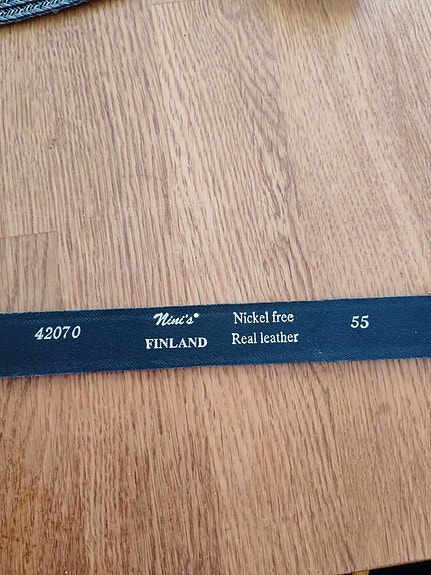 42070
Nini's®
FINLAND
Nickel free
Real leather
55